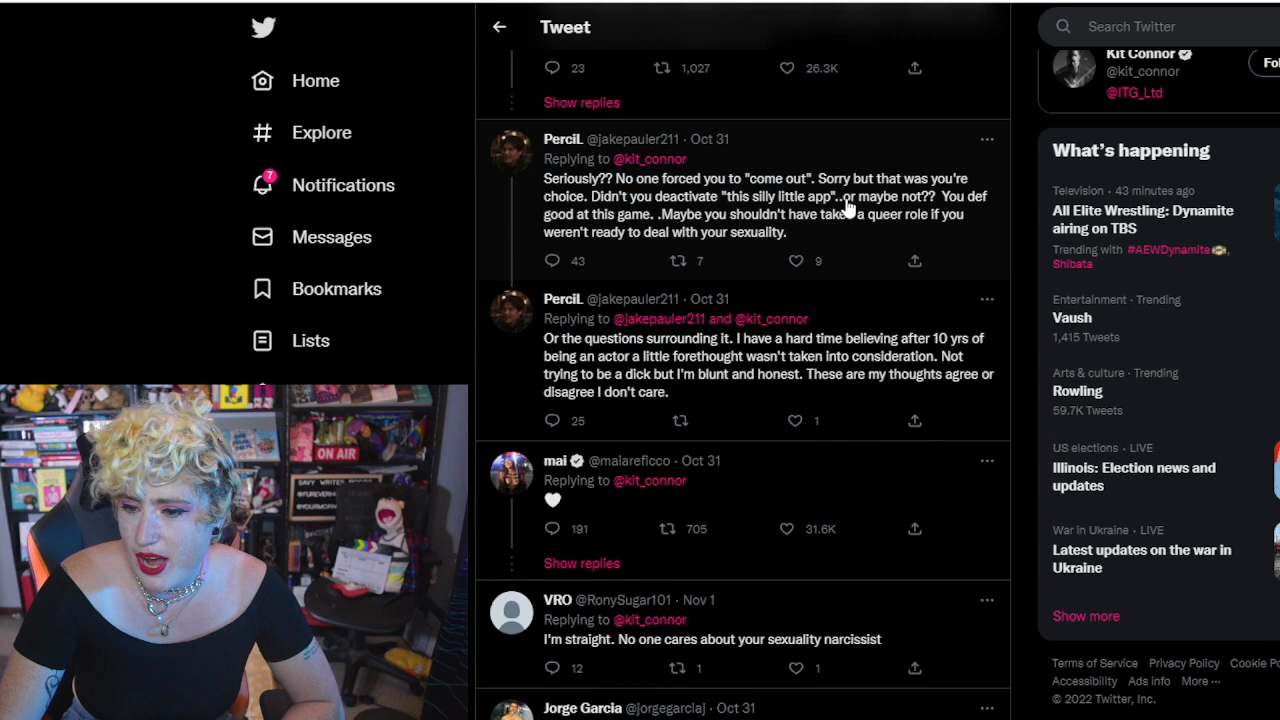 Home
Explore
7
Notifications
Messages
Bookmarks
Lists
Tweet
23 1,027 26.3K
Show replies
PerciL @jakepauler211 · Oct 31
Replying to @kit_connor
Seriously?? No one forced you to "come out". Sorry but that was you're
choice. Didn't you deactivate "this silly little app"..or maybe not?? You def
good at this game. .Maybe you shouldn't have taken a queer role if you
weren't ready to deal with your sexuality.
43 7 9
PerciL @jakepauler211 · Oct 31
Replying to @jakepauler211 and @kit_connor
Or the questions surrounding it. I have a hard time believing after 10 yrs of
being an actor a little forethought wasn't taken into consideration. Not
trying to be a dick but I'm blunt and honest. These are my thoughts agree or
disagree I don't care.
25 1
mai @maiareficco · Oct 31
Replying to @kit_connor
🤍
191 705 31.6K
Show replies
VRO @RonySugar101 · Nov 1
Replying to @kit_connor
I'm straight. No one cares about your sexuality narcissist
12 1 1
Jorge Garcia @jorgegarciaj · Oct 31
Search Twitter
Kit Connor
@kit_connor
Fo
@ITG_Ltd
What's happening
Television · 43 minutes ago
All Elite Wrestling: Dynamite
airing on TBS
Trending with #AEWDynamite,
Shibata
Entertainment · Trending
Vaush
1,415 Tweets
Arts & culture · Trending
Rowling
59.7K Tweets
US elections · LIVE
Illinois: Election news and
updates
War in Ukraine · LIVE
Latest updates on the war in
Ukraine
Show more
Terms of Service Privacy Policy Cookie Po
Accessibility Ads info More ···
© 2022 Twitter, Inc.
ON AIR
SAVY WRITES BOOKS